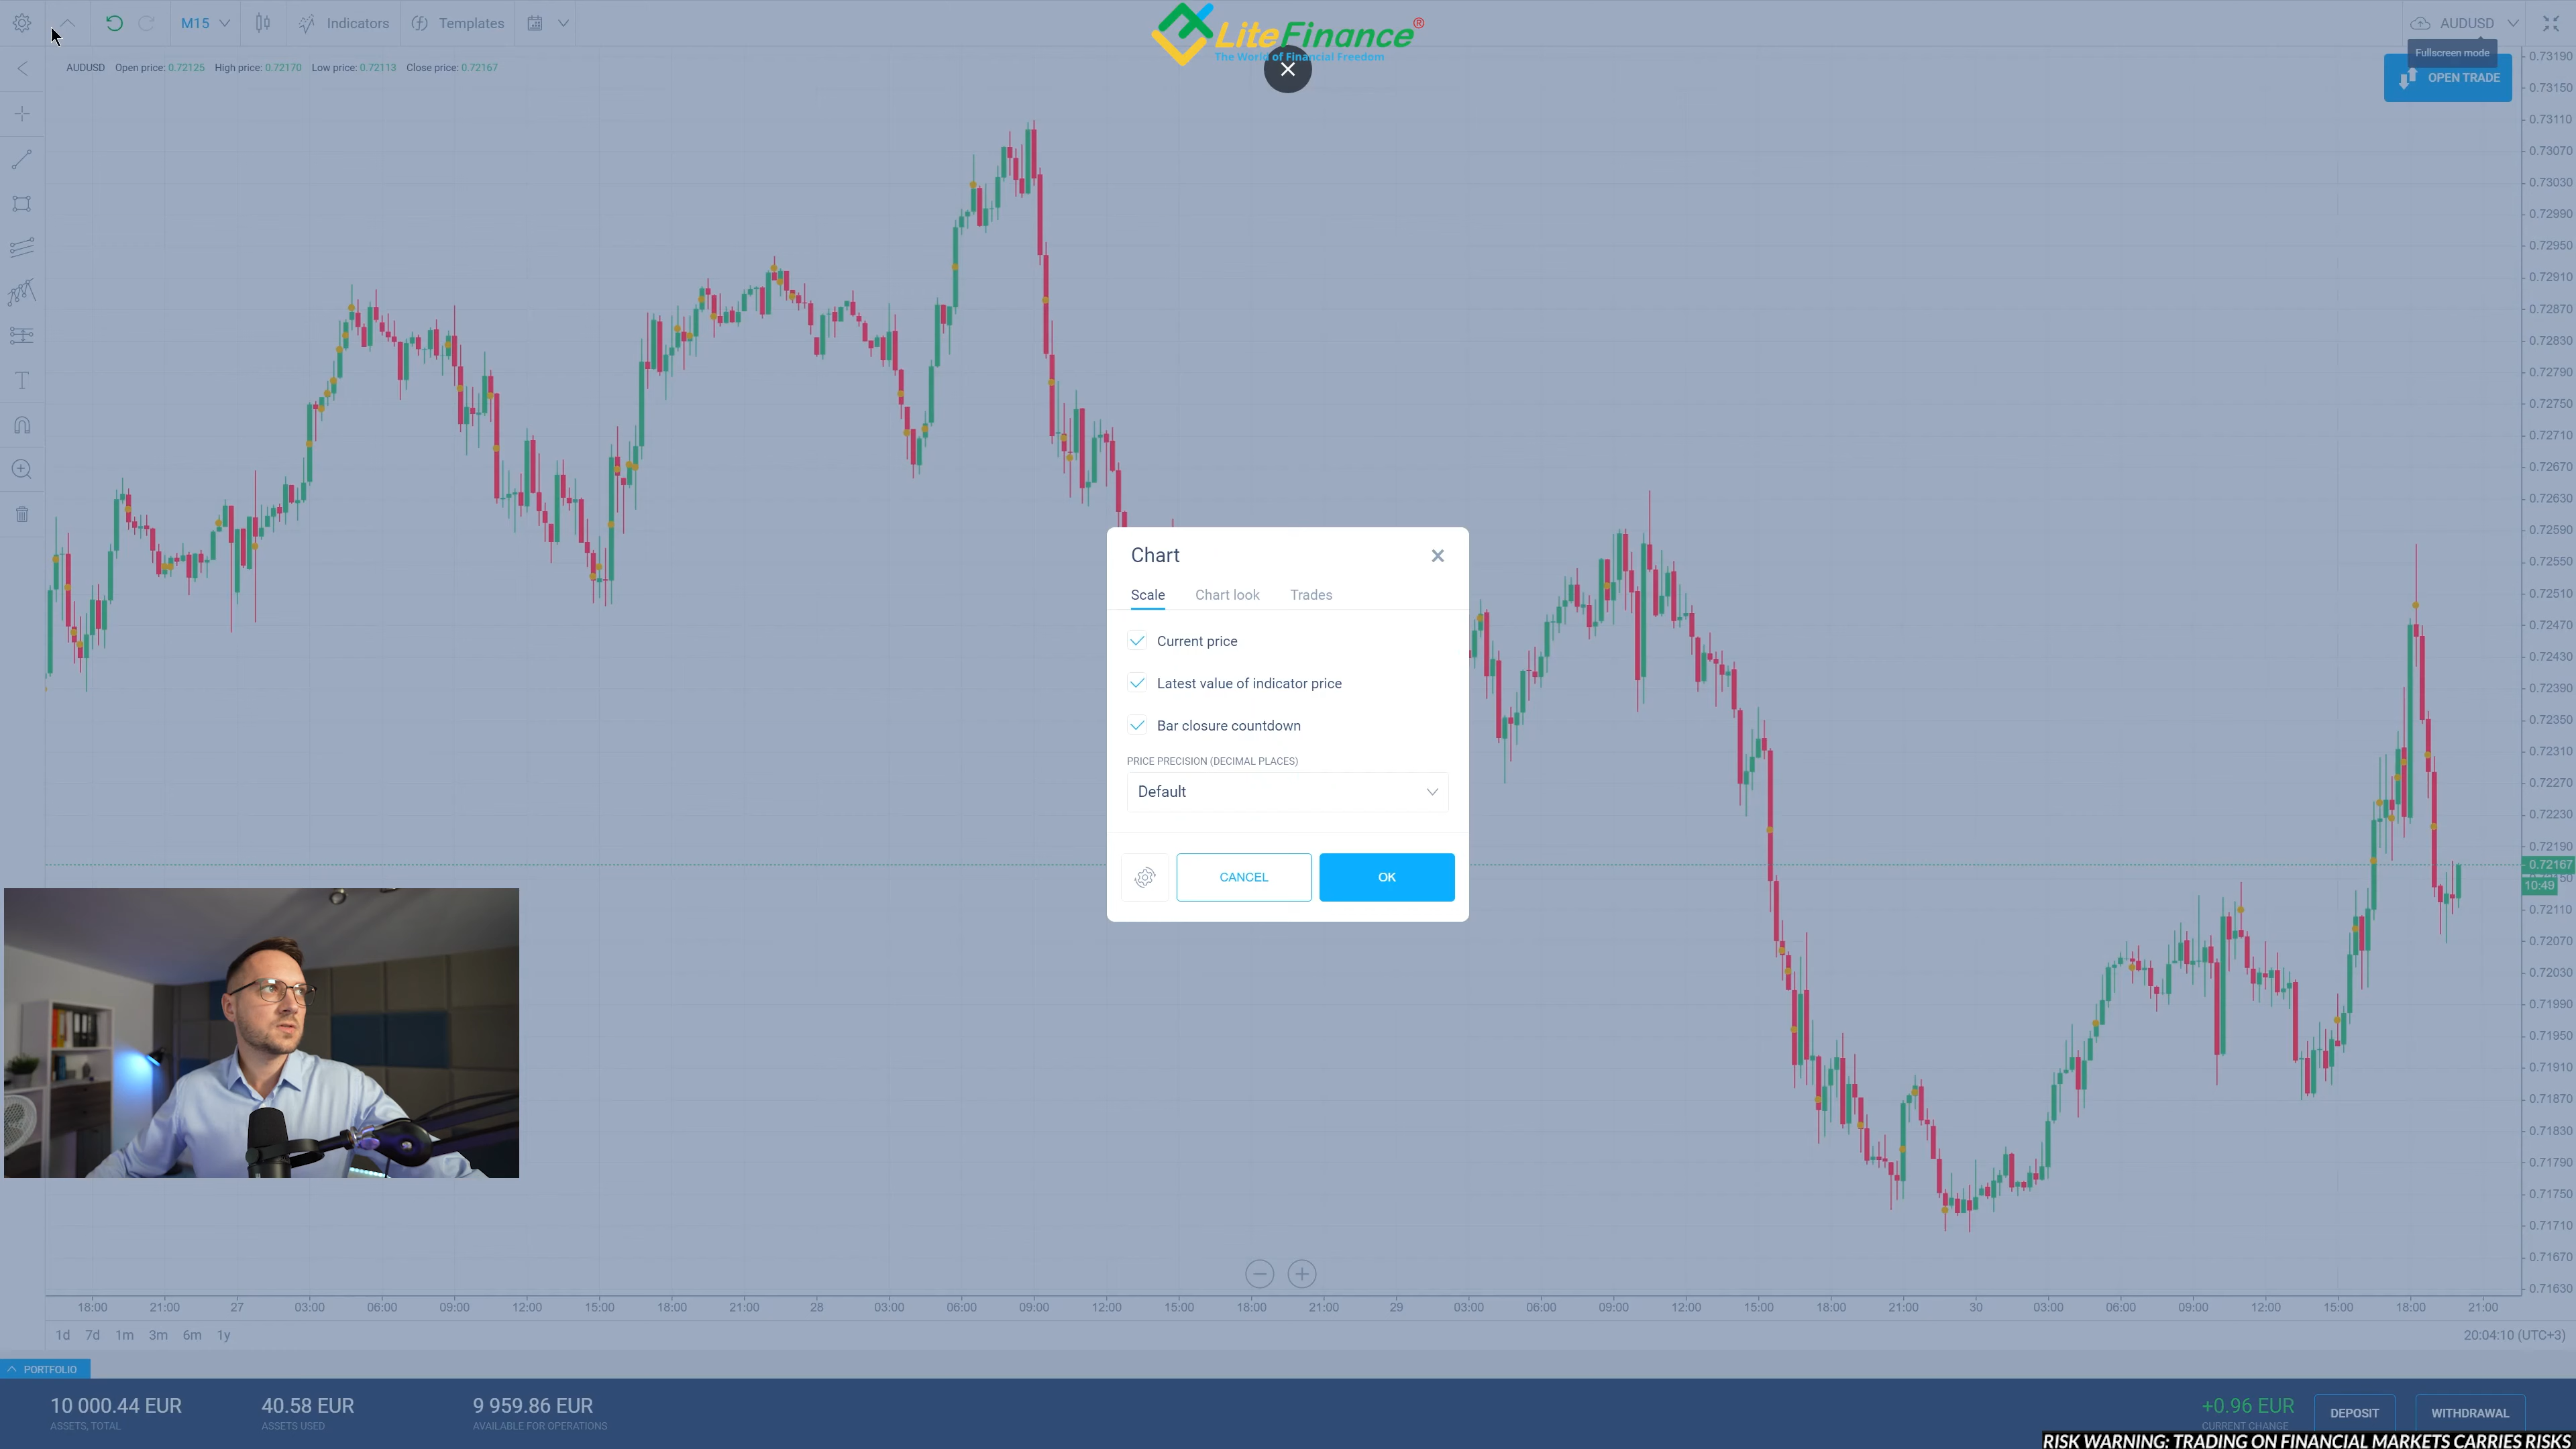 M15
Indicators
Templates
LiteFinance®
The World of Financial Freedom
AUDUSD
Fullscreen mode
OPEN TRADE
AUDUSD Open price: 0.72125 High price: 0.72170 Low price: 0.72113 Close price: 0.72167
0.73190
0.73150
0.73110
0.73070
0.73030
0.72990
0.72950
0.72910
0.72870
0.72830
0.72790
0.72750
0.72710
0.72670
0.72630
0.72590
0.72550
0.72510
0.72470
0.72430
0.72390
0.72350
0.72310
0.72270
0.72230
0.72190
0.72167
10:49
0.72110
0.72070
0.72030
0.71990
0.71950
0.71910
0.71870
0.71830
0.71790
0.71750
0.71710
0.71670
0.71630
Chart
Scale Chart look Trades
Current price
Latest value of indicator price
Bar closure countdown
PRICE PRECISION (DECIMAL PLACES)
Default
CANCEL OK
18:00 21:00 27 03:00 06:00 09:00 12:00 15:00 18:00 21:00 28 03:00 06:00 09:00 12:00 15:00 18:00 21:00 29 03:00 06:00 09:00 12:00 15:00 18:00 21:00 30 03:00 06:00 09:00 12:00 15:00 18:00 21:00
1d 7d 1m 3m 6m 1y
20:04:10 (UTC+3)
PORTFOLIO
10 000.44 EUR 40.58 EUR 9 959.86 EUR
ASSETS, TOTAL ASSETS USED AVAILABLE FOR OPERATIONS
+0.96 EUR
CURRENT CHANGE
DEPOSIT
WITHDRAWAL
RISK WARNING: TRADING ON FINANCIAL MARKETS CARRIES RISKS